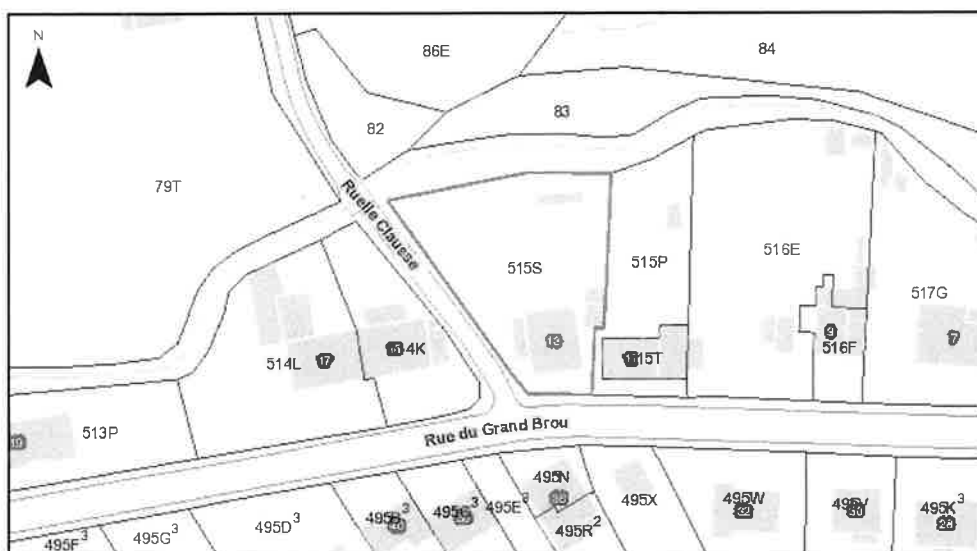 N
86E
84
82
83
79T
Ruelle Clausse
515S
515P
516E
517G
13
9
7
514L
17
515T
516F
513P
Rue du Grand Brou
495N
495X
495W
495E³
495R²
495K³
495D³
495G³
495F³